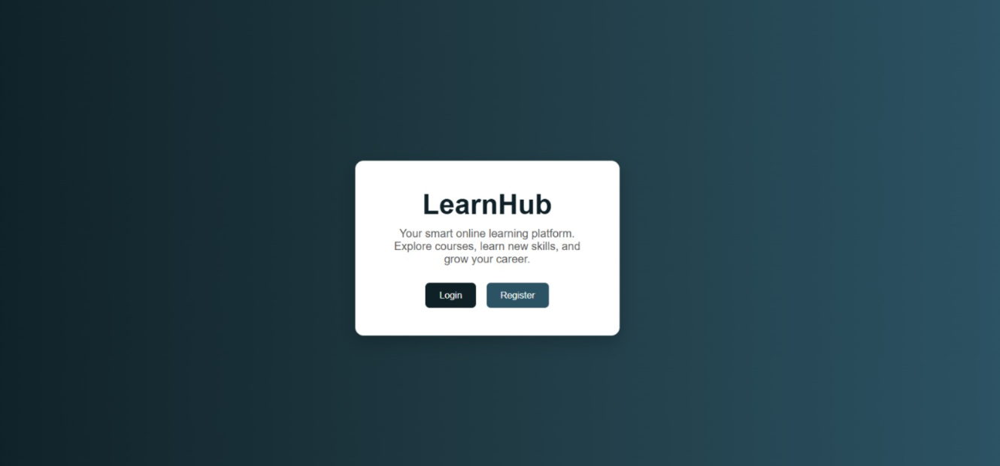 LearnHub
Your smart online learning platform.
Explore courses, learn new skills, and
grow your career.
Login
Register